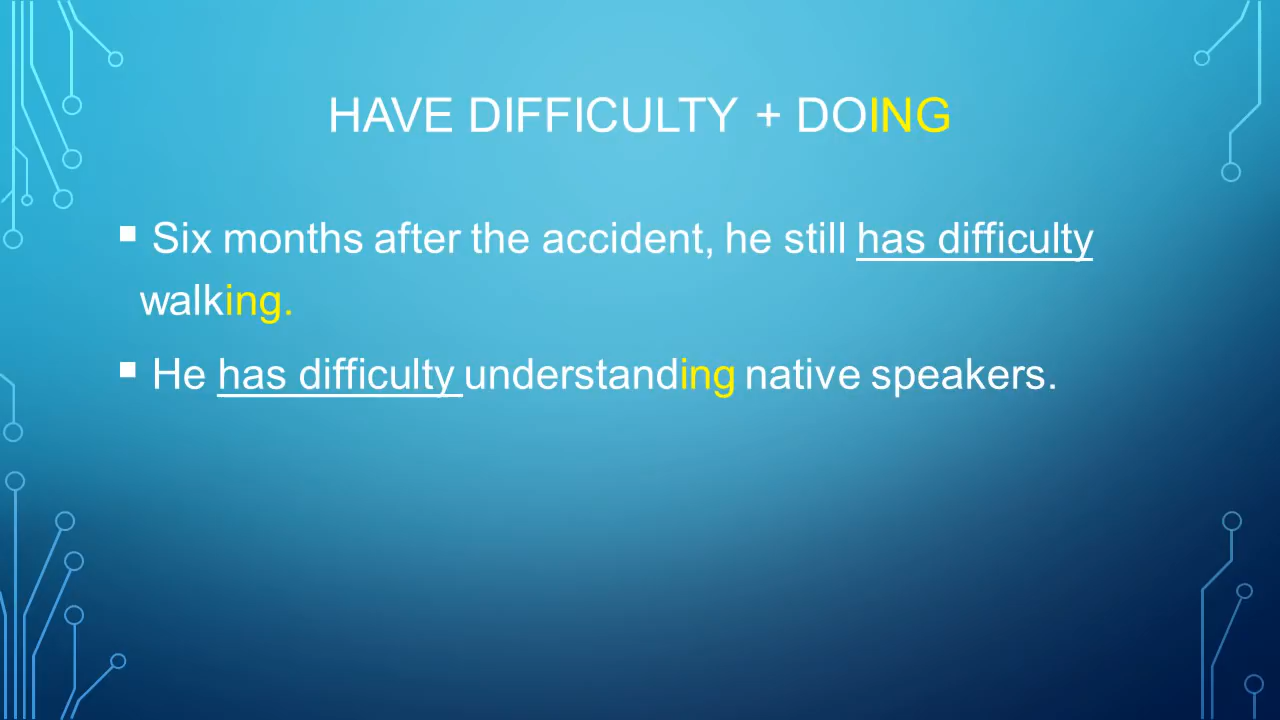 HAVE DIFFICULTY + DOING
▪ Six months after the accident, he still has difficulty
walking.
▪ He has difficulty understanding native speakers.